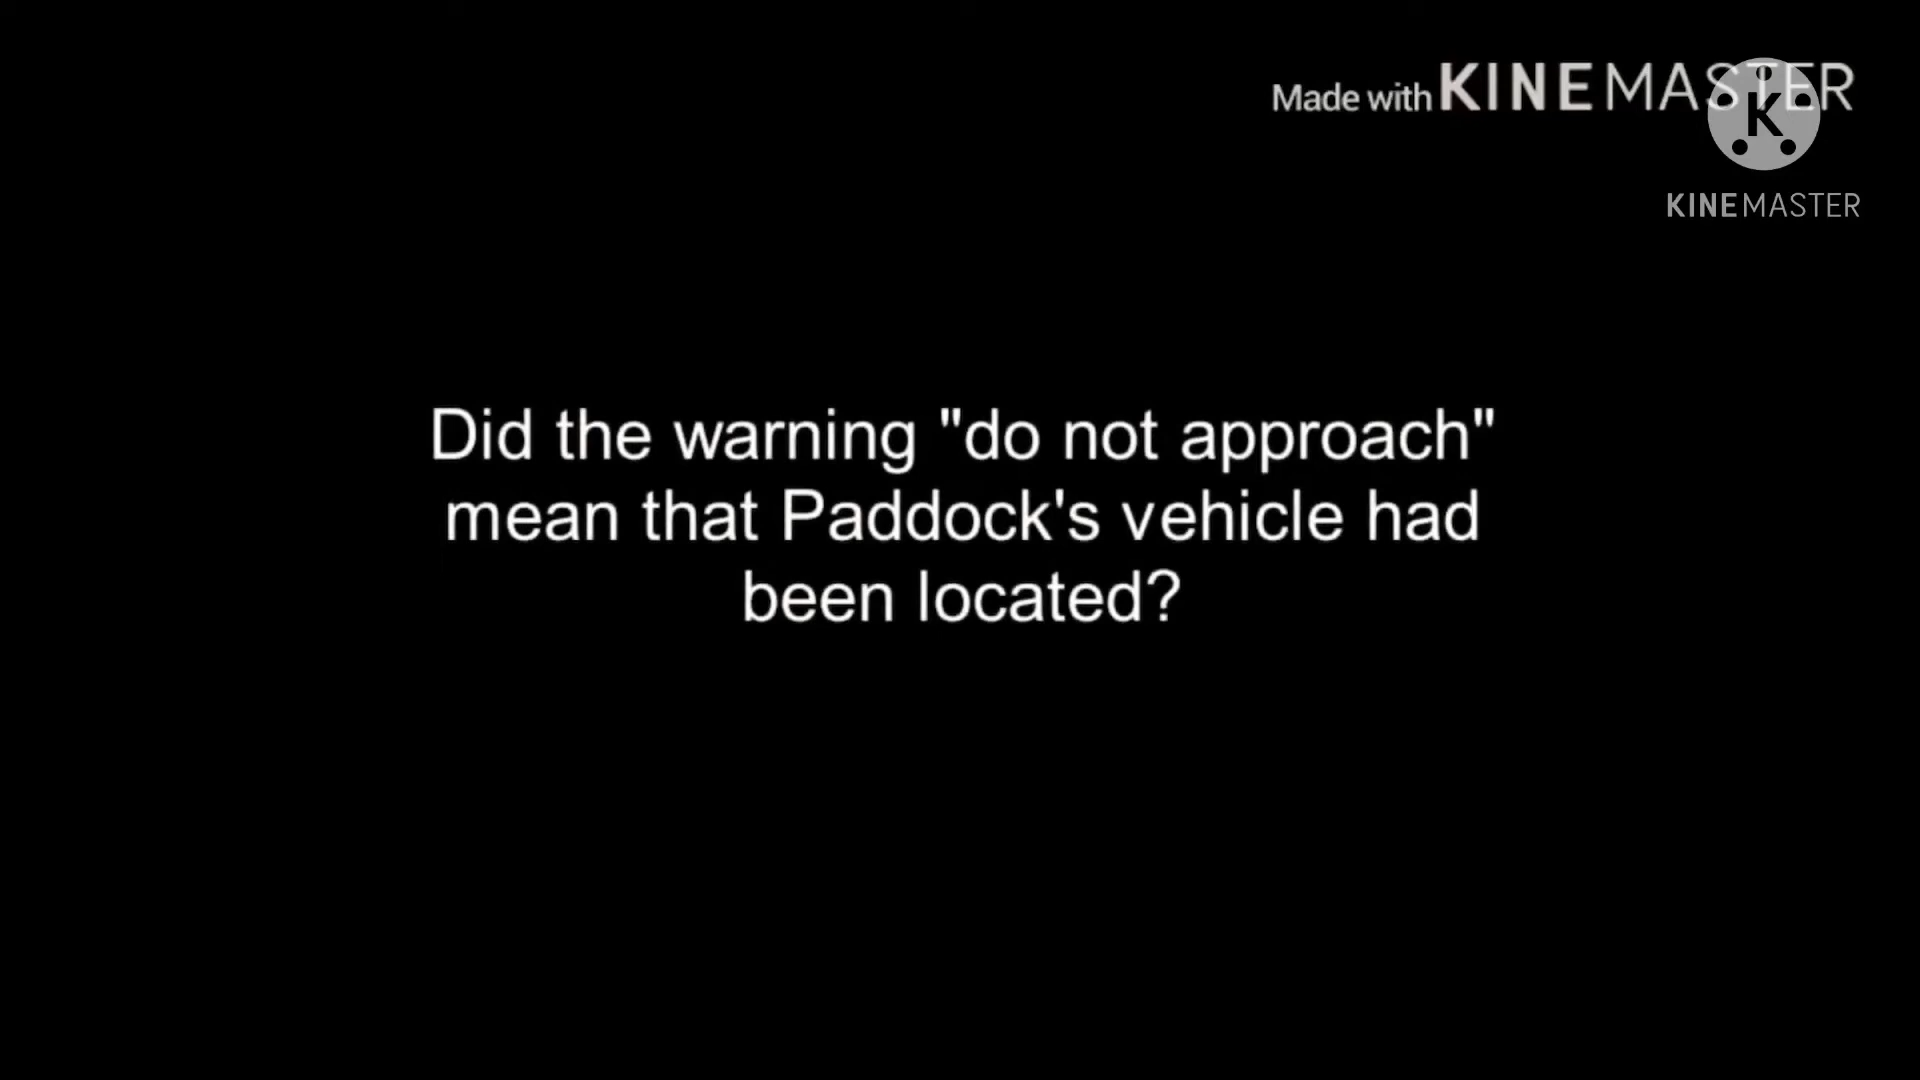 Made with KINEMASTER
K
KINEMASTER
Did the warning "do not approach"
mean that Paddock's vehicle had
been located?